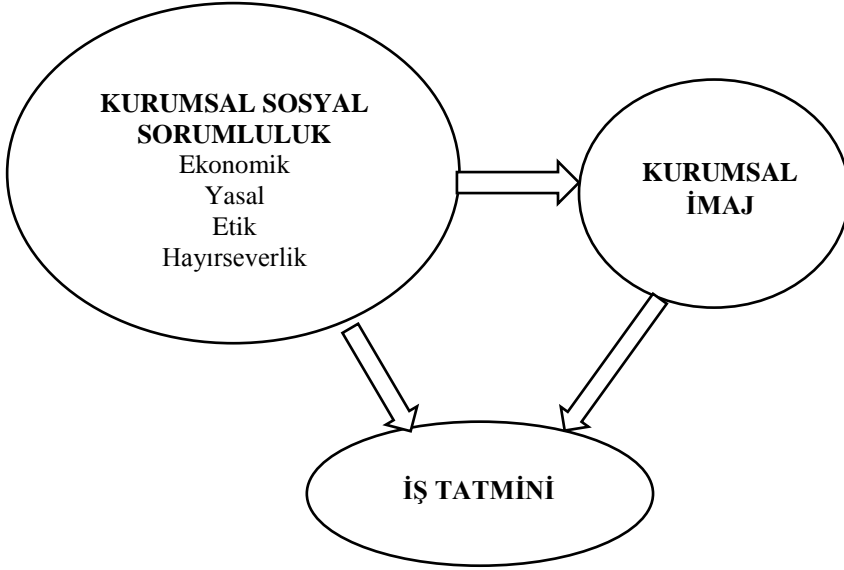 KURUMSAL SOSYAL
SORUMLULUK
Ekonomik
Yasal
Etik
Hayırseverlik
KURUMSAL
İMAJ
İŞ TATMİNİ